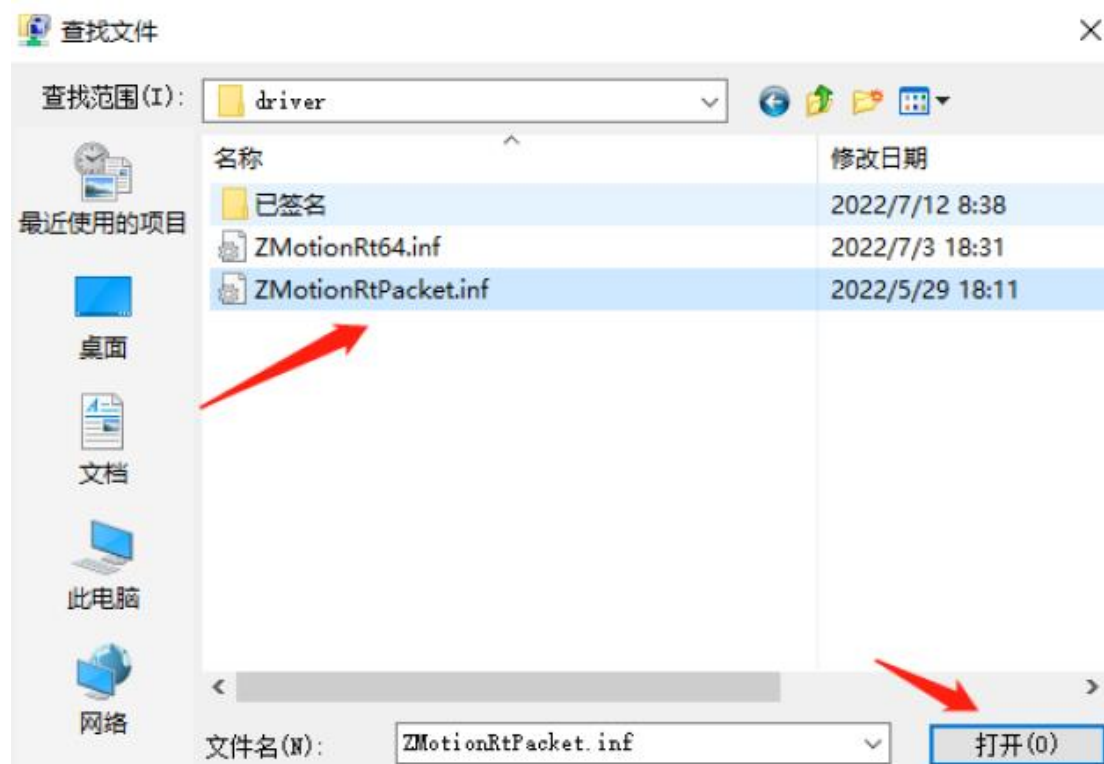 查找文件
查找范围(I):
driver
名称
修改日期
已签名
2022/7/12 8:38
ZMotionRt64.inf
2022/7/3 18:31
ZMotionRtPacket.inf
2022/5/29 18:11
最近使用的项目
桌面
文档
此电脑
网络
文件名(N):
ZMotionRtPacket.inf
打开(O)